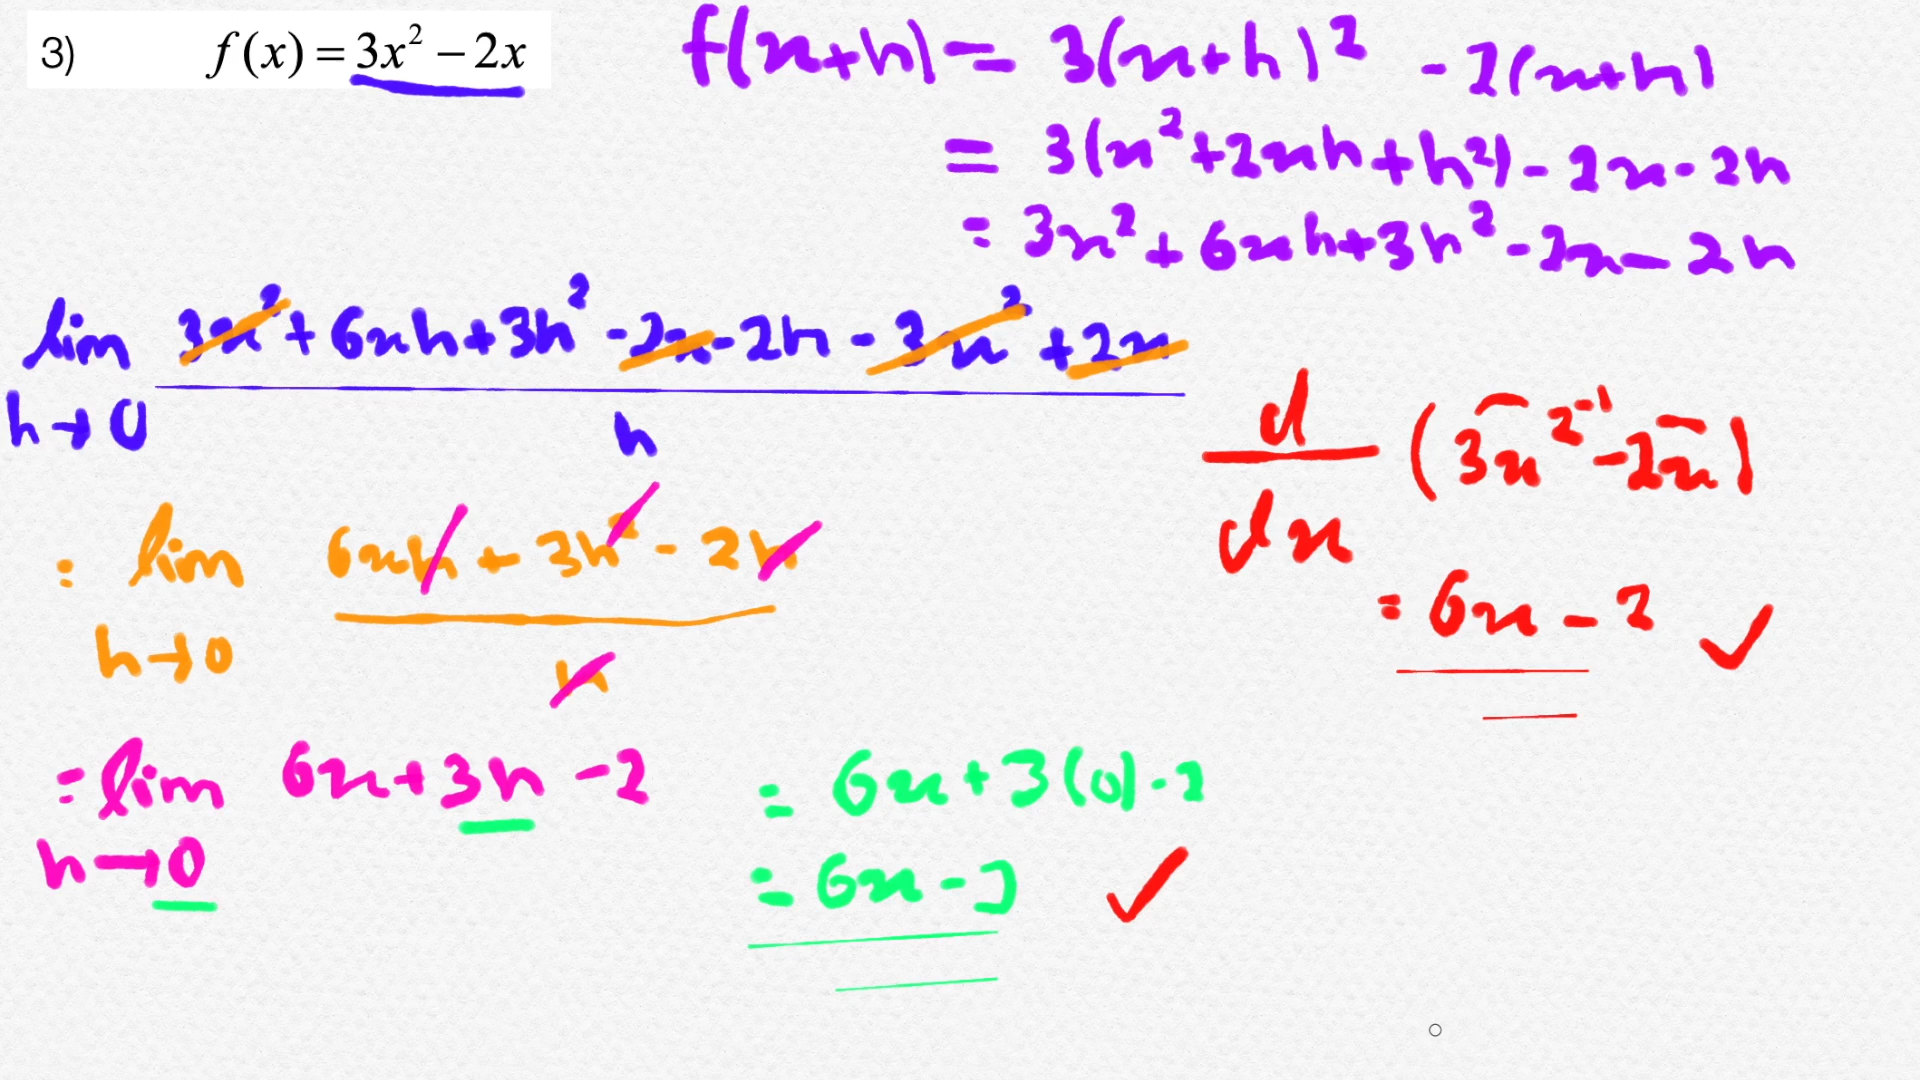 3) f(x) = 3x² − 2x
f(x+h) = 3(x+h)² - 2(x+h)
= 3(x²+2xh+h²) - 2x - 2h
= 3x² + 6xh + 3h² - 2x - 2h
lim 3x² + 6xh + 3h² - 2x - 2h - 3x² + 2x
h→0 h
= lim 6xh + 3h² - 2h
h→0 h
= lim 6x + 3h - 2
h→0
= 6x + 3(0) - 2
= 6x - 2
d (3x²⁻¹ - 2x)
dx
= 6x - 2